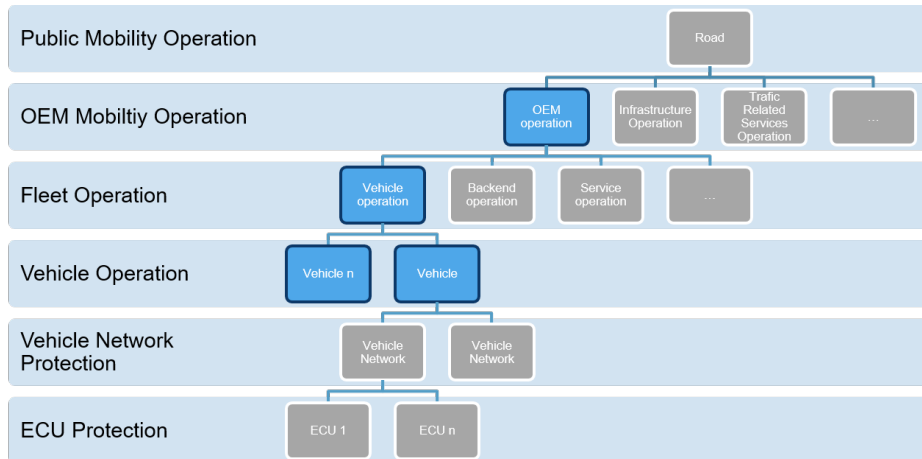 Public Mobility Operation
Road
OEM Mobiltiy Operation
OEM
operation
Infrastructure
Operation
Trafic
Related
Services
Operation
...
Fleet Operation
Vehicle
operation
Backend
operation
Service
operation
...
Vehicle Operation
Vehicle n
Vehicle
Vehicle Network
Protection
Vehicle
Network
Vehicle
Network
ECU Protection
ECU 1
ECU n